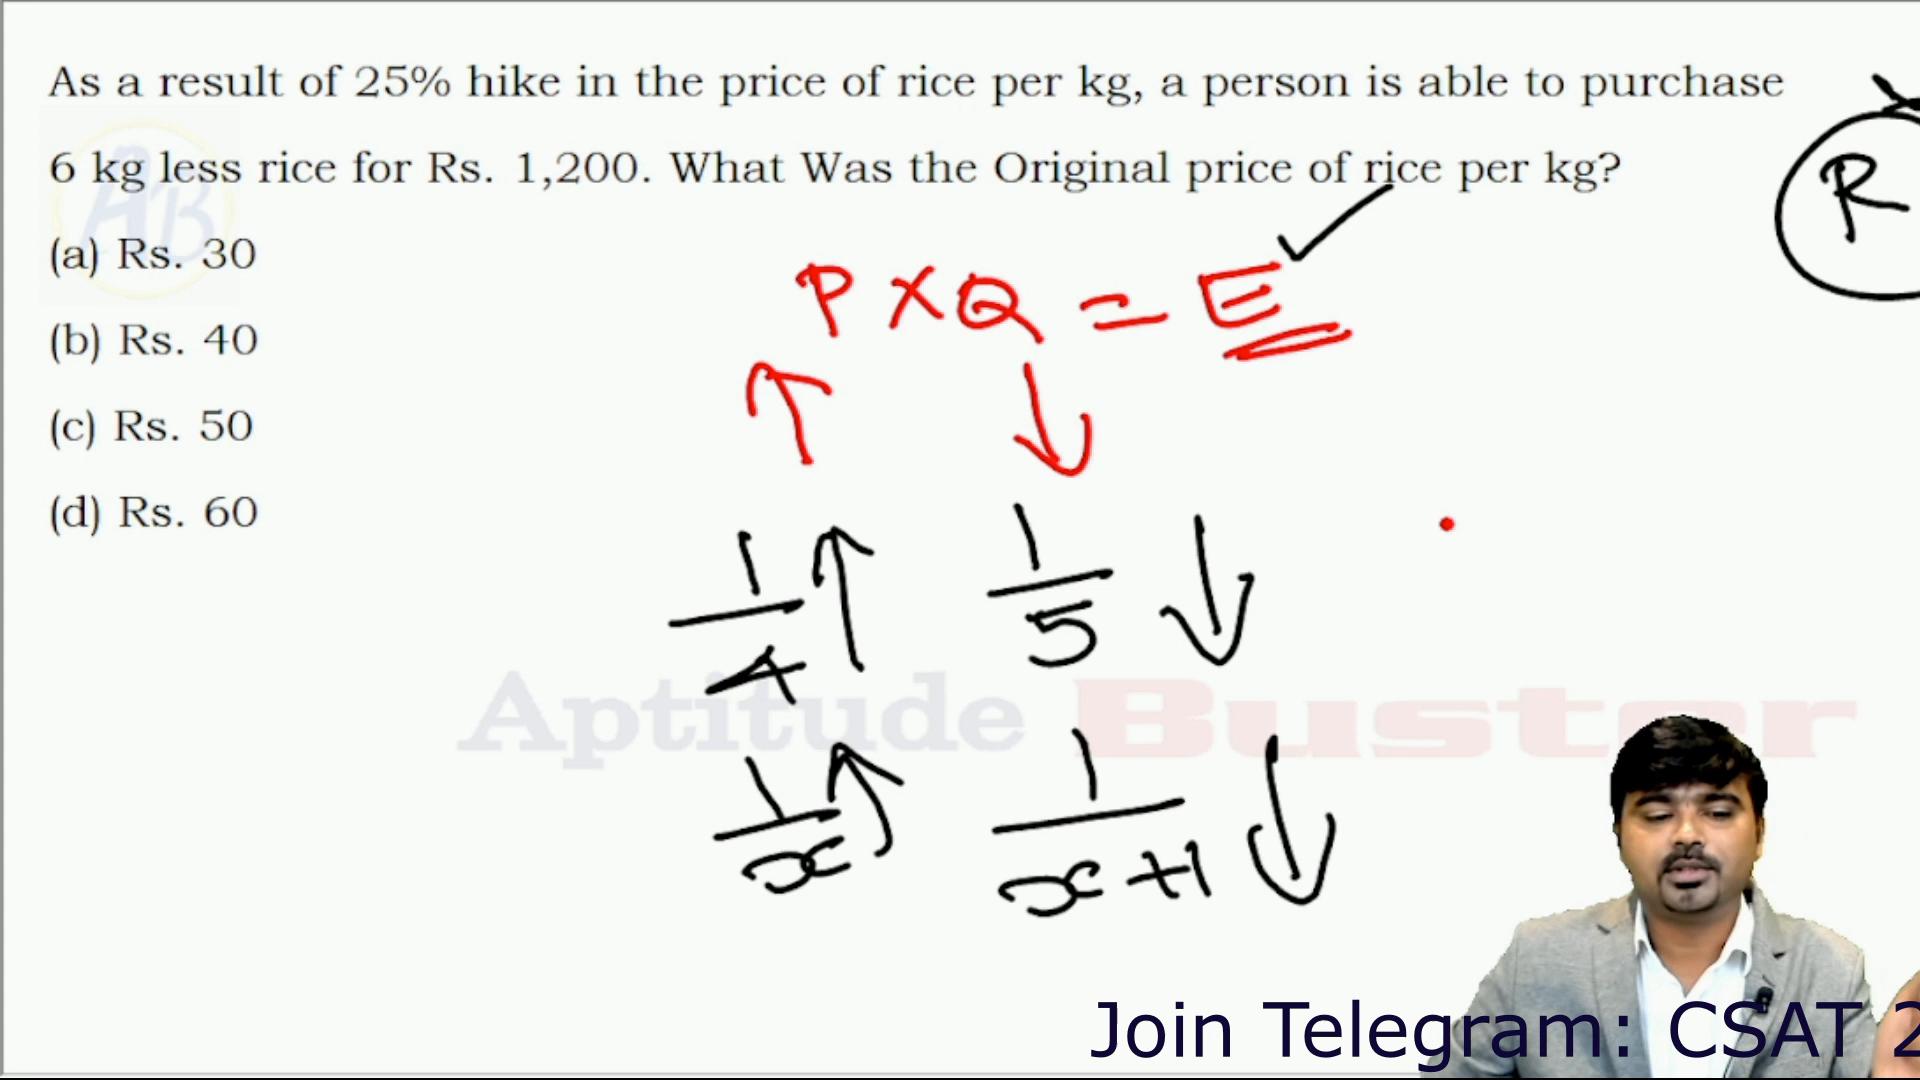 As a result of 25% hike in the price of rice per kg, a person is able to purchase
6 kg less rice for Rs. 1,200. What Was the Original price of rice per kg?
(a) Rs. 30
(b) Rs. 40
(c) Rs. 50
(d) Rs. 60
R
P × Q = E
1/4 ↑ 1/5 ↓
1/x ↑ 1/x+1 ↓
AB
Aptitude Buster
Join Telegram: CSAT 2